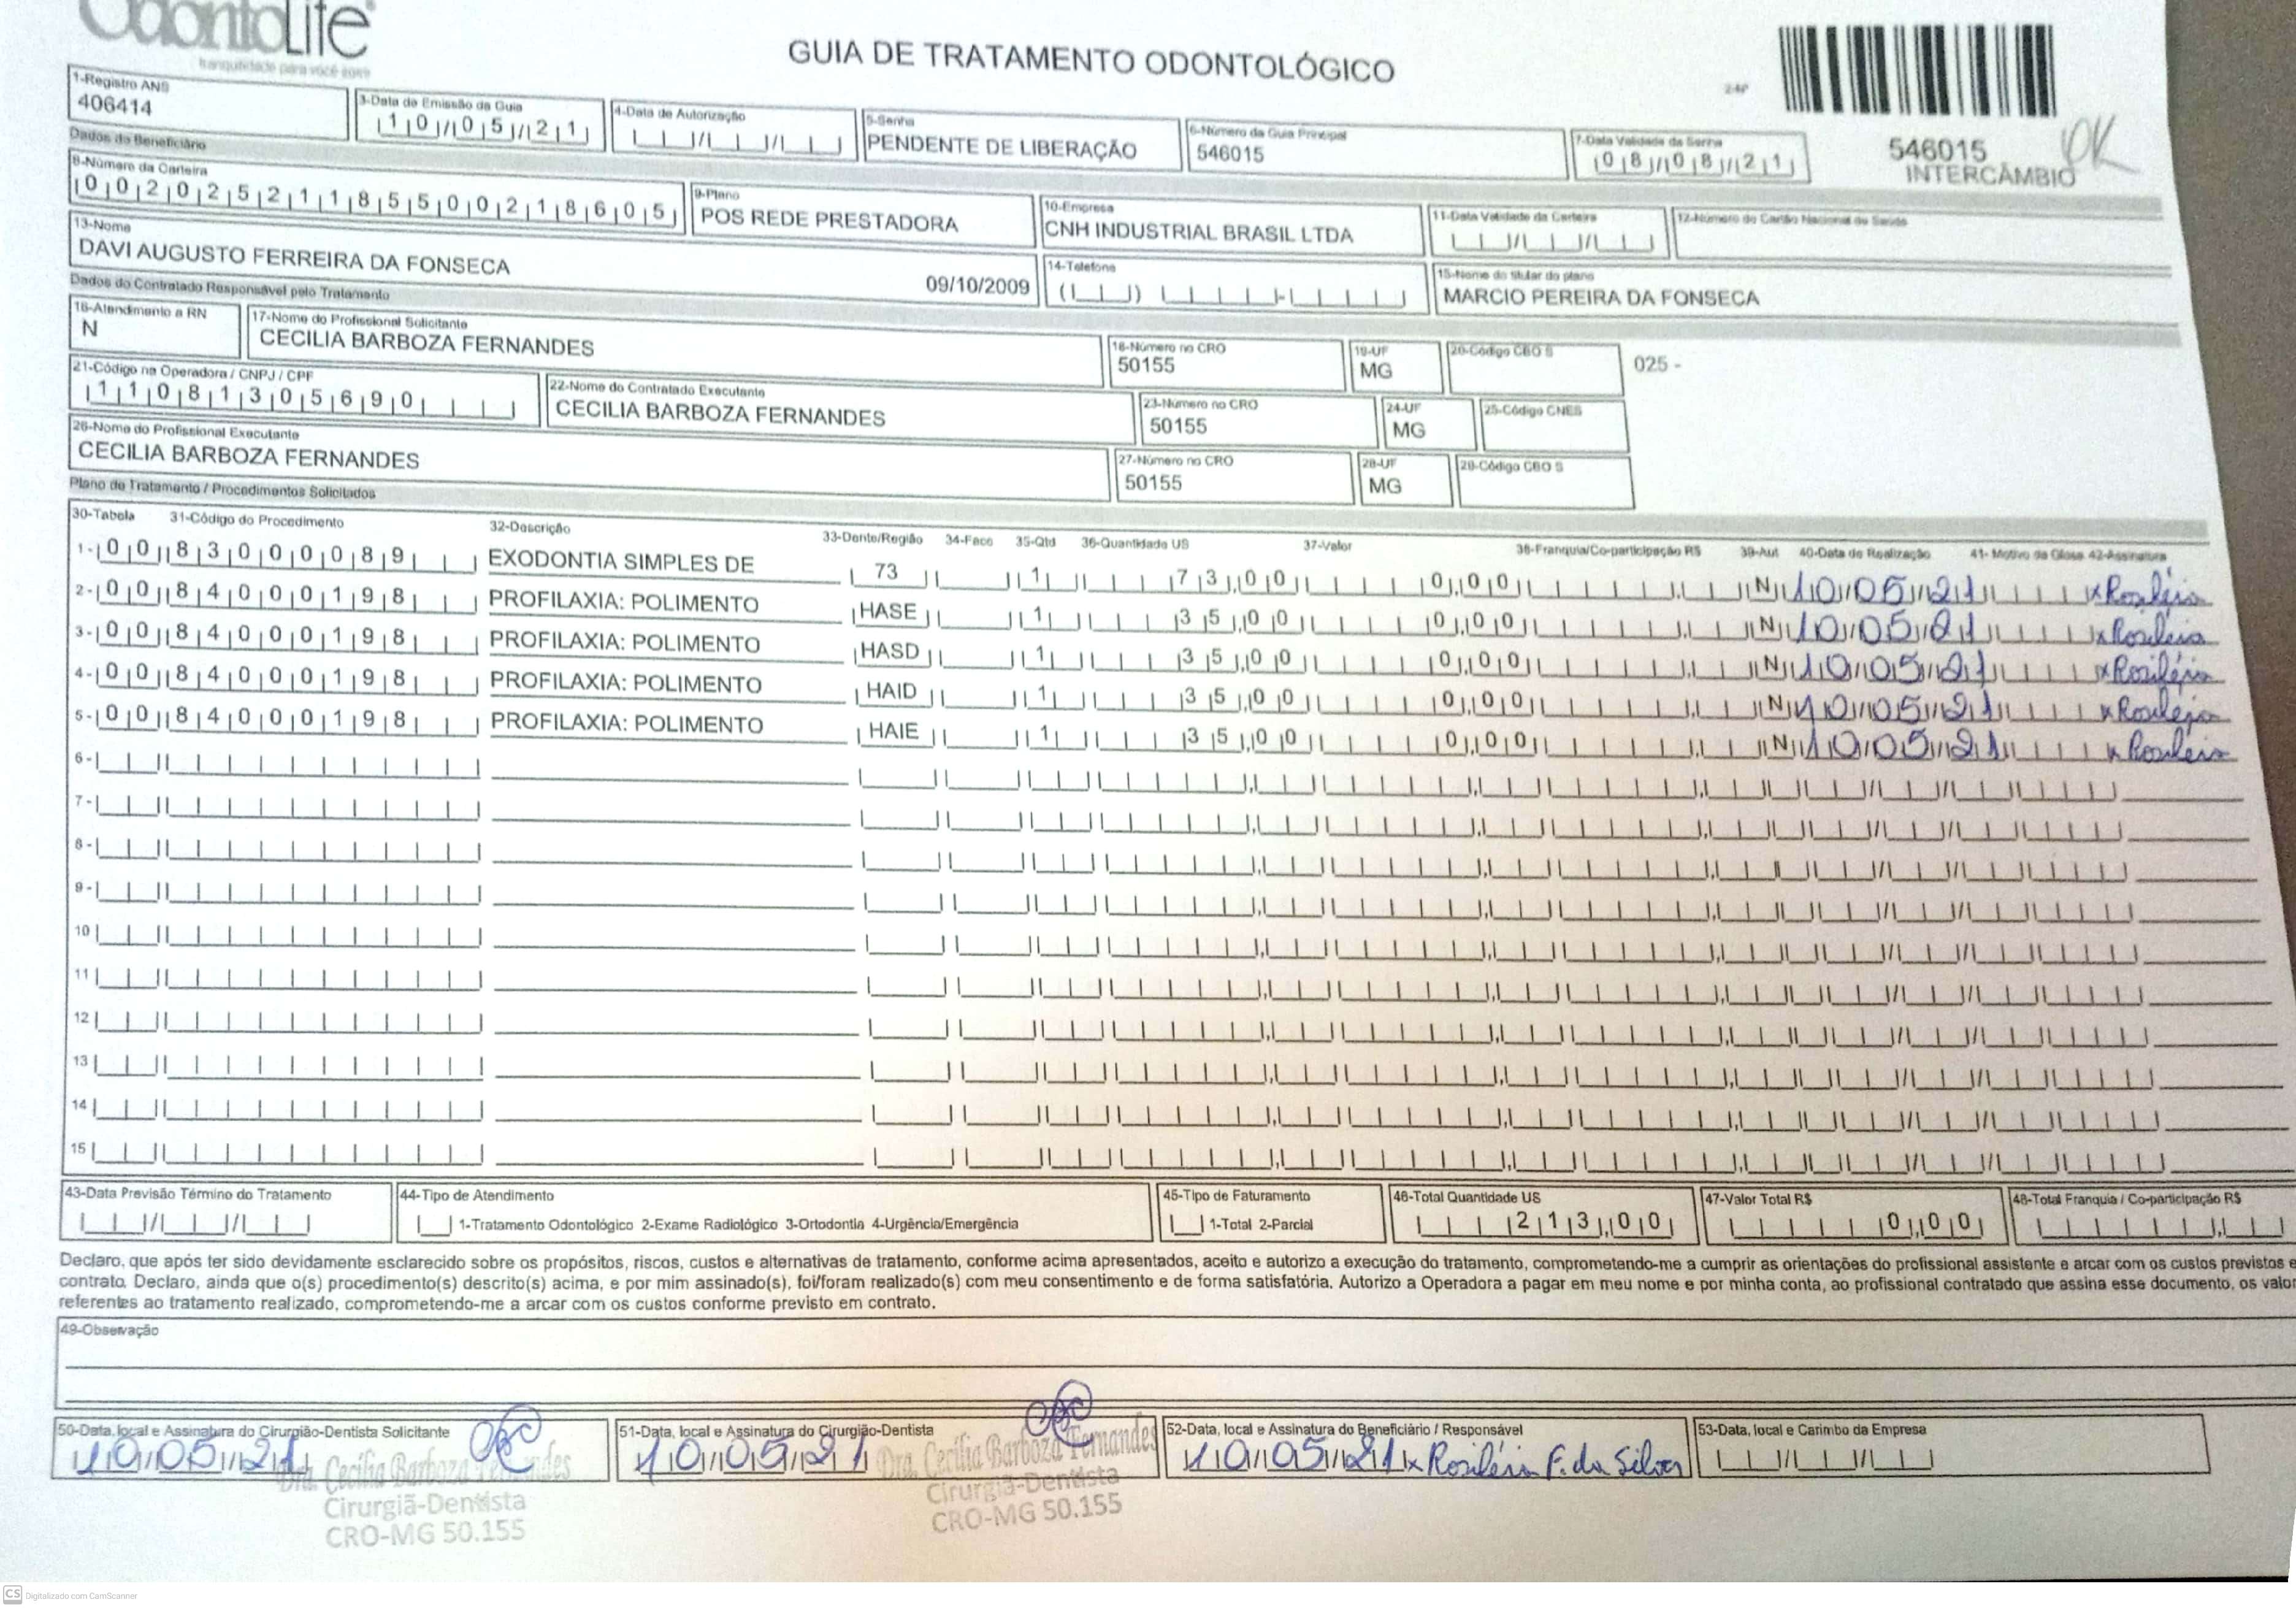 OdontoLife
tranquilidade para você sorrir
GUIA DE TRATAMENTO ODONTOLÓGICO
546015
INTERCÂMBIO
OK
1-Registro ANS
406414
3-Data de Emissão da Guia
10/05/21
4-Data de Autorização
5-Senha
PENDENTE DE LIBERAÇÃO
6-Número da Guia Principal
546015
7-Data Validade da Senha
08/08/21
Dados do Beneficiário
8-Número da Carteira
00202521185500218605
9-Plano
POS REDE PRESTADORA
10-Empresa
CNH INDUSTRIAL BRASIL LTDA
11-Data Validade da Carteira
12-Número do Cartão Nacional de Saúde
13-Nome
DAVI AUGUSTO FERREIRA DA FONSECA 09/10/2009
14-Telefone
15-Nome do titular do plano
MARCIO PEREIRA DA FONSECA
Dados do Contratado Responsável pelo Tratamento
16-Atendimento a RN
N
17-Nome do Profissional Solicitante
CECILIA BARBOZA FERNANDES
18-Número no CRO
50155
19-UF
MG
20-Código CBO S
025 -
21-Código na Operadora / CNPJ / CPF
11081305690
22-Nome do Contratado Executante
CECILIA BARBOZA FERNANDES
23-Número no CRO
50155
24-UF
MG
25-Código CNES
26-Nome do Profissional Executante
CECILIA BARBOZA FERNANDES
27-Número no CRO
50155
28-UF
MG
29-Código CBO S
Plano de Tratamento / Procedimentos Solicitados
30-Tabela 31-Código do Procedimento 32-Descrição 33-Dente/Região 34-Face 35-Qtd 36-Quantidade US 37-Valor 38-Franquia/Co-participação R$ 39-Aut 40-Data de Realização 41- Motivo da Glosa 42-Assinatura
1- 00 83000089 EXODONTIA SIMPLES DE 73 1 73,00 0,00 N 10/05/21 x Rosiléria
2- 00 84000198 PROFILAXIA: POLIMENTO HASE 1 35,00 0,00 N 10/05/21 x Rosiléria
3- 00 84000198 PROFILAXIA: POLIMENTO HASD 1 35,00 0,00 N 10/05/21 x Rosiléria
4- 00 84000198 PROFILAXIA: POLIMENTO HAID 1 35,00 0,00 N 10/05/21 x Rosiléria
5- 00 84000198 PROFILAXIA: POLIMENTO HAIE 1 35,00 0,00 N 10/05/21 x Rosiléria
6-
7-
8-
9-
10
11
12
13
14
15
43-Data Previsão Término do Tratamento
44-Tipo de Atendimento
1-Tratamento Odontológico 2-Exame Radiológico 3-Ortodontia 4-Urgência/Emergência
45-Tipo de Faturamento
1-Total 2-Parcial
46-Total Quantidade US
213,00
47-Valor Total R$
0,00
48-Total Franquia / Co-participação R$
Declaro, que após ter sido devidamente esclarecido sobre os propósitos, riscos, custos e alternativas de tratamento, conforme acima apresentados, aceito e autorizo a execução do tratamento, comprometendo-me a cumprir as orientações do profissional assistente e arcar com os custos previstos e
contrato. Declaro, ainda que o(s) procedimento(s) descrito(s) acima, e por mim assinado(s), foi/foram realizado(s) com meu consentimento e de forma satisfatória. Autorizo a Operadora a pagar em meu nome e por minha conta, ao profissional contratado que assina esse documento, os valor
referentes ao tratamento realizado, comprometendo-me a arcar com os custos conforme previsto em contrato.
49-Observação
50-Data, local e Assinatura do Cirurgião-Dentista Solicitante
10/05/21
Dra. Cecília Barboza Fernandes
Cirurgiã-Dentista
CRO-MG 50.155
51-Data, local e Assinatura do Cirurgião-Dentista
10/05/21
Dra. Cecília Barboza Fernandes
Cirurgiã-Dentista
CRO-MG 50.155
52-Data, local e Assinatura do Beneficiário / Responsável
10/05/21 x Rosiléria F. da Silva
53-Data, local e Carimbo da Empresa
CS Digitalizado com CamScanner